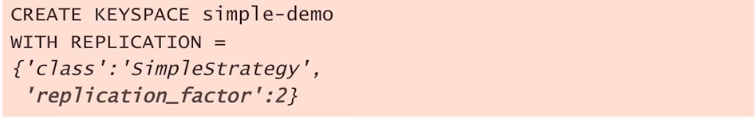 CREATE KEYSPACE simple-demo
WITH REPLICATION =
{'class':'SimpleStrategy',
'replication_factor':2}